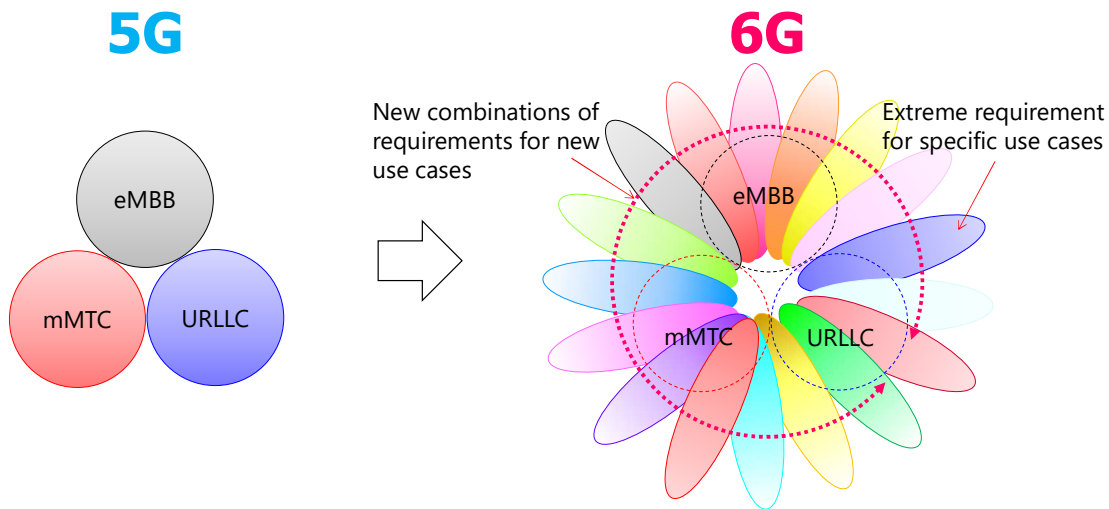 5G
6G
New combinations of
requirements for new
use cases
Extreme requirement
for specific use cases
eMBB
mMTC
URLLC
eMBB
mMTC
URLLC